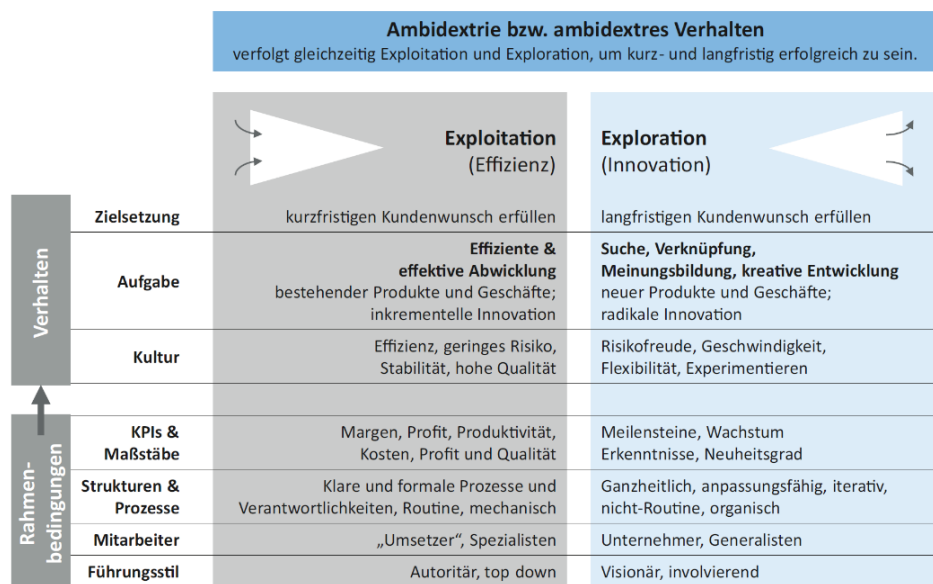 Ambidextrie bzw. ambidextres Verhalten
verfolgt gleichzeitig Exploitation und Exploration, um kurz- und langfristig erfolgreich zu sein.
Exploitation
(Effizienz)
Exploration
(Innovation)
Verhalten
Zielsetzung
kurzfristigen Kundenwunsch erfüllen
langfristigen Kundenwunsch erfüllen
Aufgabe
Effiziente &
effektive Abwicklung
bestehender Produkte und Geschäfte;
inkrementelle Innovation
Suche, Verknüpfung,
Meinungsbildung, kreative Entwicklung
neuer Produkte und Geschäfte;
radikale Innovation
Kultur
Effizienz, geringes Risiko,
Stabilität, hohe Qualität
Risikofreude, Geschwindigkeit,
Flexibilität, Experimentieren
Rahmen-
bedingungen
KPIs &
Maßstäbe
Margen, Profit, Produktivität,
Kosten, Profit und Qualität
Meilensteine, Wachstum
Erkenntnisse, Neuheitsgrad
Strukturen &
Prozesse
Klare und formale Prozesse und
Verantwortlichkeiten, Routine, mechanisch
Ganzheitlich, anpassungsfähig, iterativ,
nicht-Routine, organisch
Mitarbeiter
„Umsetzer“, Spezialisten
Unternehmer, Generalisten
Führungsstil
Autoritär, top down
Visionär, involvierend